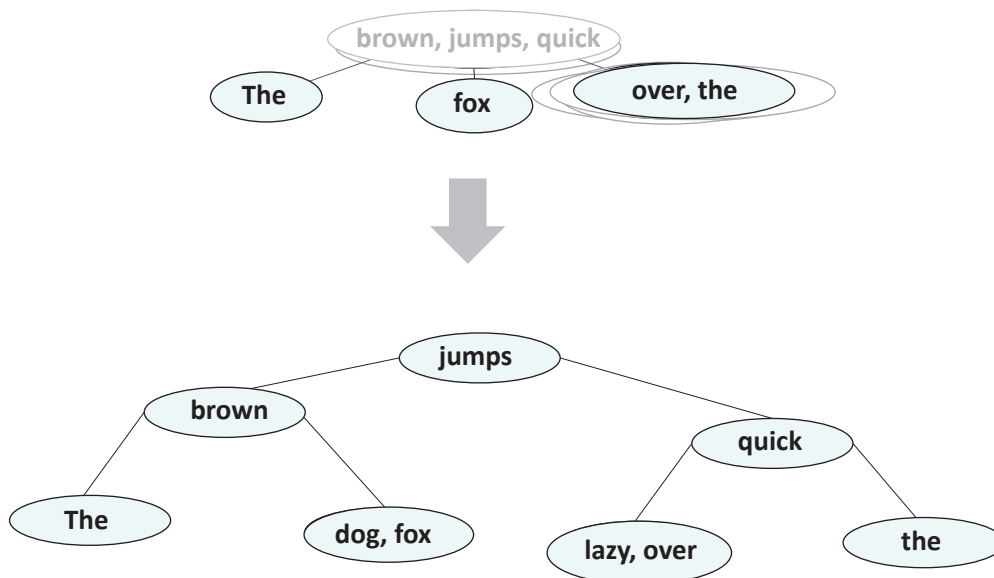 brown, jumps, quick
The
fox
over, the
jumps
brown
quick
The
dog, fox
lazy, over
the